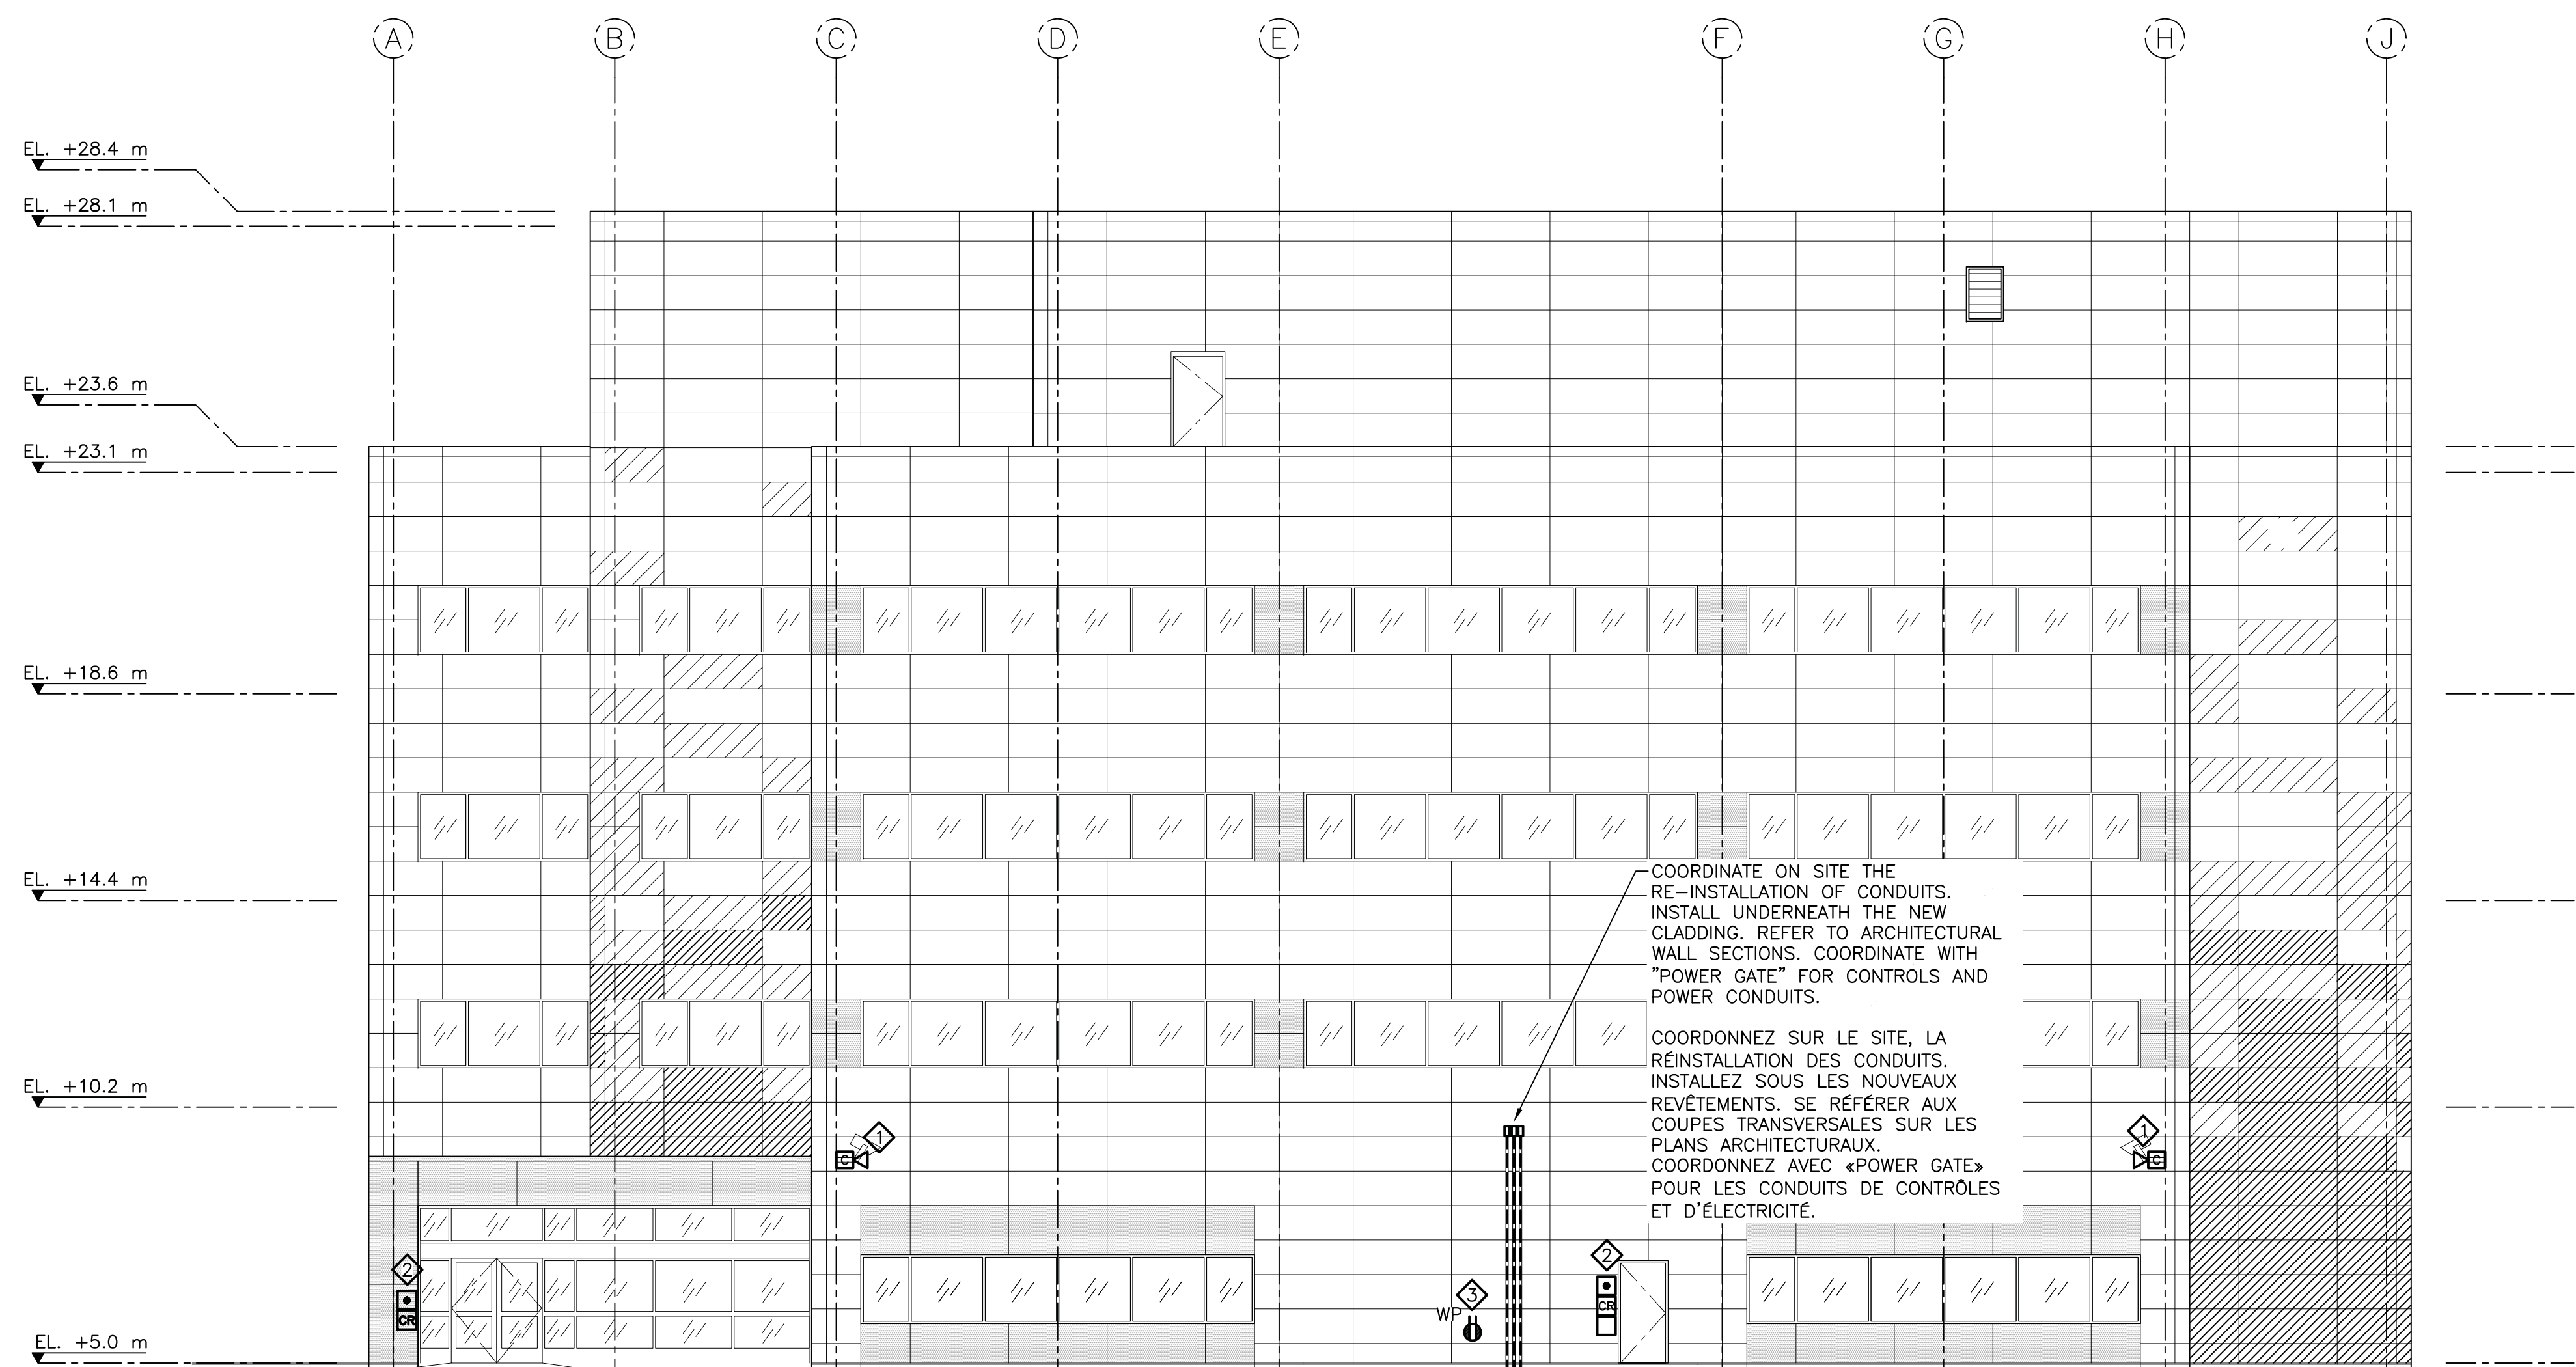 A B C D E F G H J
EL. +28.4 m
EL. +28.1 m
EL. +23.6 m
EL. +23.1 m
EL. +18.6 m
EL. +14.4 m
COORDINATE ON SITE THE
RE-INSTALLATION OF CONDUITS.
INSTALL UNDERNEATH THE NEW
CLADDING. REFER TO ARCHITECTURAL
WALL SECTIONS. COORDINATE WITH
"POWER GATE" FOR CONTROLS AND
POWER CONDUITS.
COORDONNEZ SUR LE SITE, LA
RÉINSTALLATION DES CONDUITS.
INSTALLEZ SOUS LES NOUVEAUX
REVÊTEMENTS. SE RÉFÉRER AUX
COUPES TRANSVERSALES SUR LES
PLANS ARCHITECTURAUX.
COORDONNEZ AVEC «POWER GATE»
POUR LES CONDUITS DE CONTRÔLES
ET D'ÉLECTRICITÉ.
EL. +10.2 m
1
C
1
C
2
CR
3
WP
2
CR
EL. +5.0 m